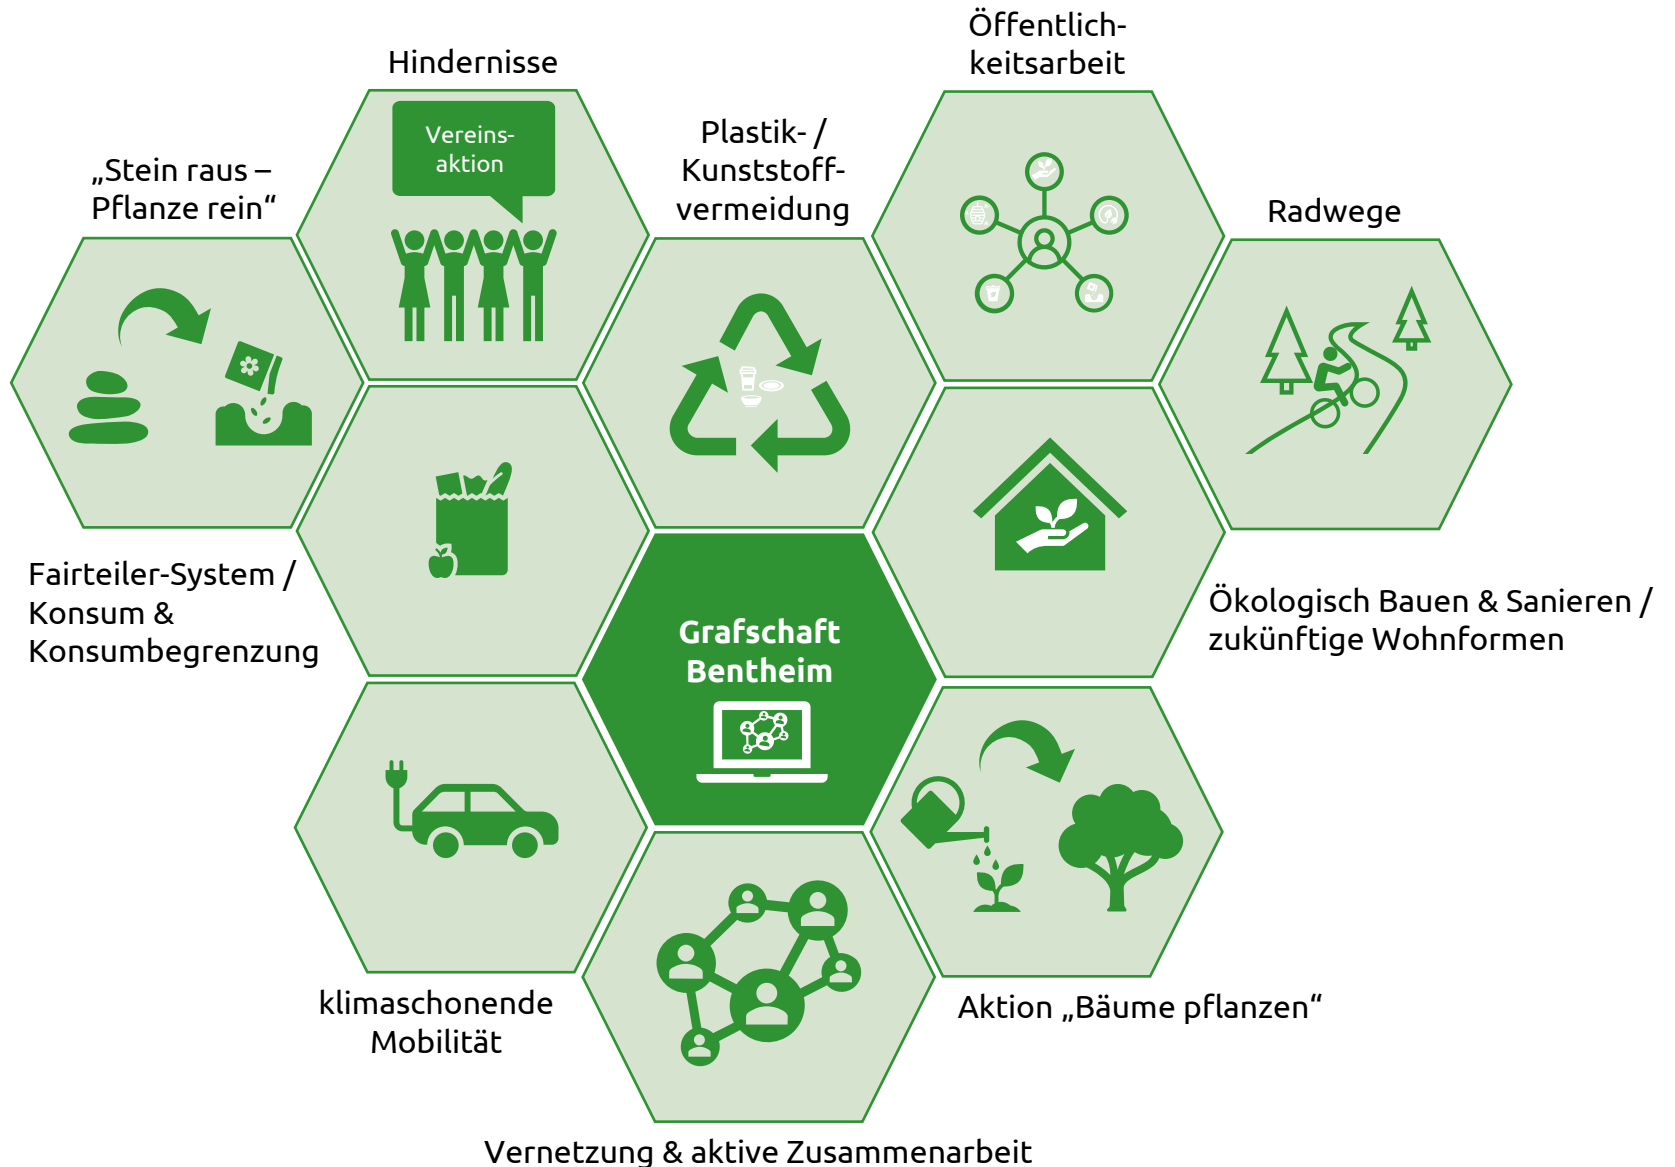 Öffentlich-
keitsarbeit
Hindernisse
Vereins-
aktion
Plastik- /
Kunststoff-
vermeidung
„Stein raus –
Pflanze rein“
Radwege
Fairteiler-System /
Konsum &
Konsumbegrenzung
Grafschaft
Bentheim
Ökologisch Bauen & Sanieren /
zukünftige Wohnformen
klimaschonende
Mobilität
Aktion „Bäume pflanzen“
Vernetzung & aktive Zusammenarbeit